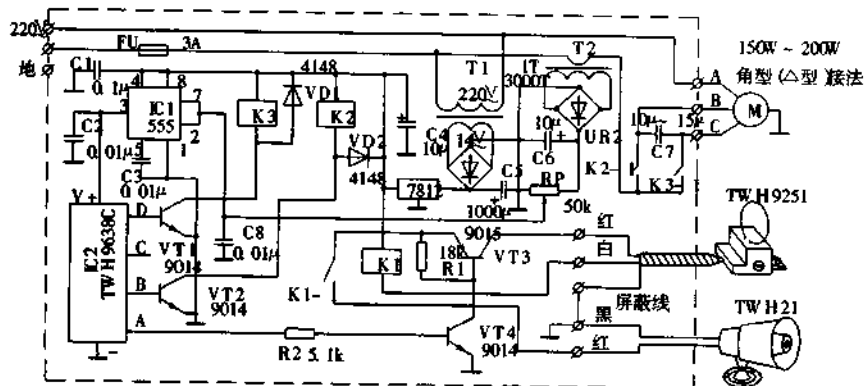 220V
FU
3A
地
C1
0.1μ
4
8
3
IC1
555
7
2
5
1
C2
0.01μ
C3
0.01μ
4148
VD1
K3
K2
VD2
4148
C4
10μ
T1
220V
14V
1T
T2
3000T
10μ
C6
UR2
7812
C5
1000μ
RP
50k
150W ~ 200W
角型(△型)接法
A
B
C
M
10μ~15μ
C7
K2
K3
TWH9251
V+
IC2
TWH9638C
D
C
B
A
VT1
9014
C8
0.01μ
VT2
9014
K1
K1
18k
R1
9015
VT3
红
白
屏蔽线
黑
红
TWH21
R2 5.1k
VT4
9014